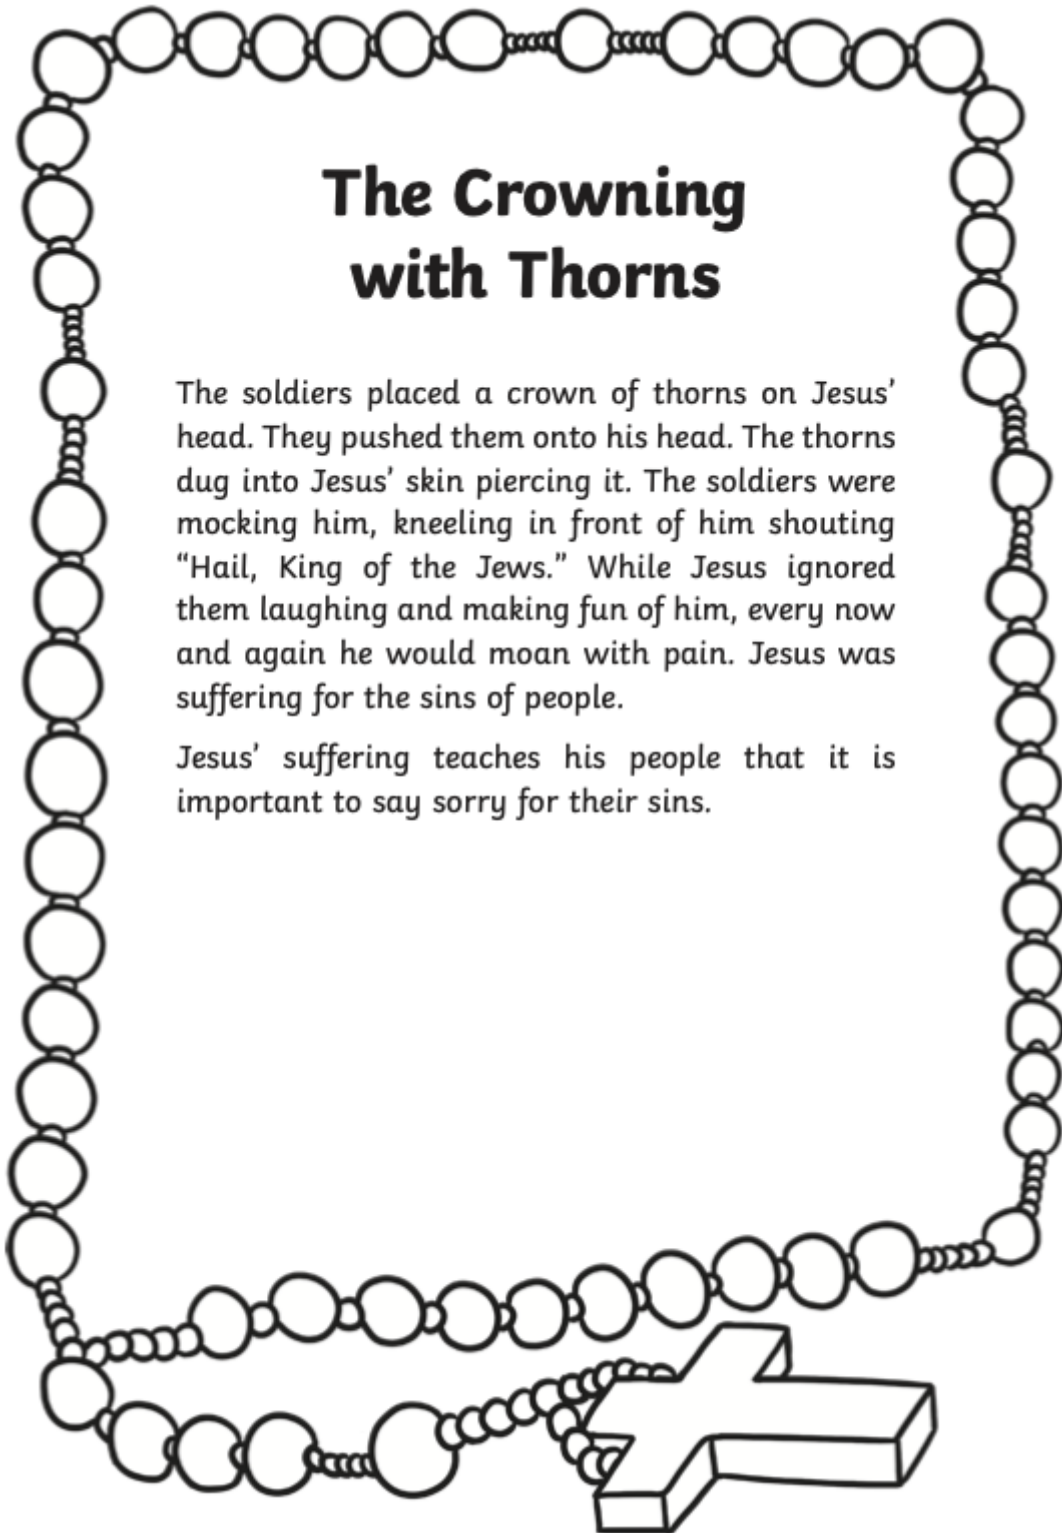 The Crowning
with Thorns
The soldiers placed a crown of thorns on Jesus’
head. They pushed them onto his head. The thorns
dug into Jesus’ skin piercing it. The soldiers were
mocking him, kneeling in front of him shouting
“Hail, King of the Jews.” While Jesus ignored
them laughing and making fun of him, every now
and again he would moan with pain. Jesus was
suffering for the sins of people.
Jesus’ suffering teaches his people that it is
important to say sorry for their sins.